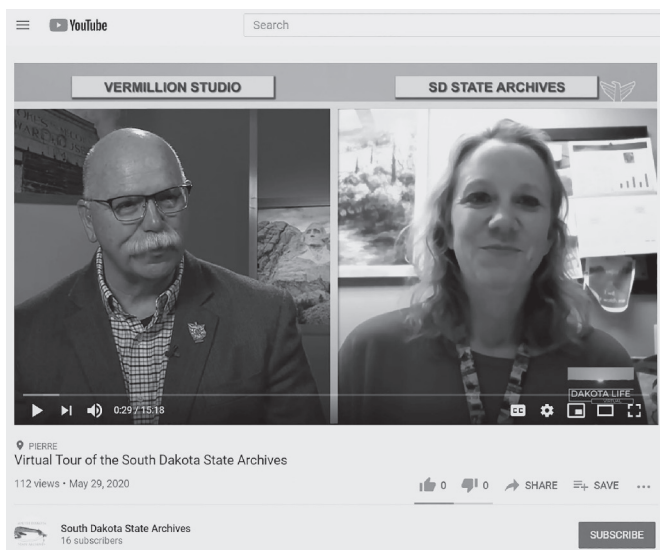 YouTube
Search
VERMILLION STUDIO
SD STATE ARCHIVES
0:29 / 15:18
CC
DAKOTA LIFE
PIERRE
Virtual Tour of the South Dakota State Archives
112 views • May 29, 2020
0
0
SHARE
SAVE
South Dakota State Archives
16 subscribers
SUBSCRIBE